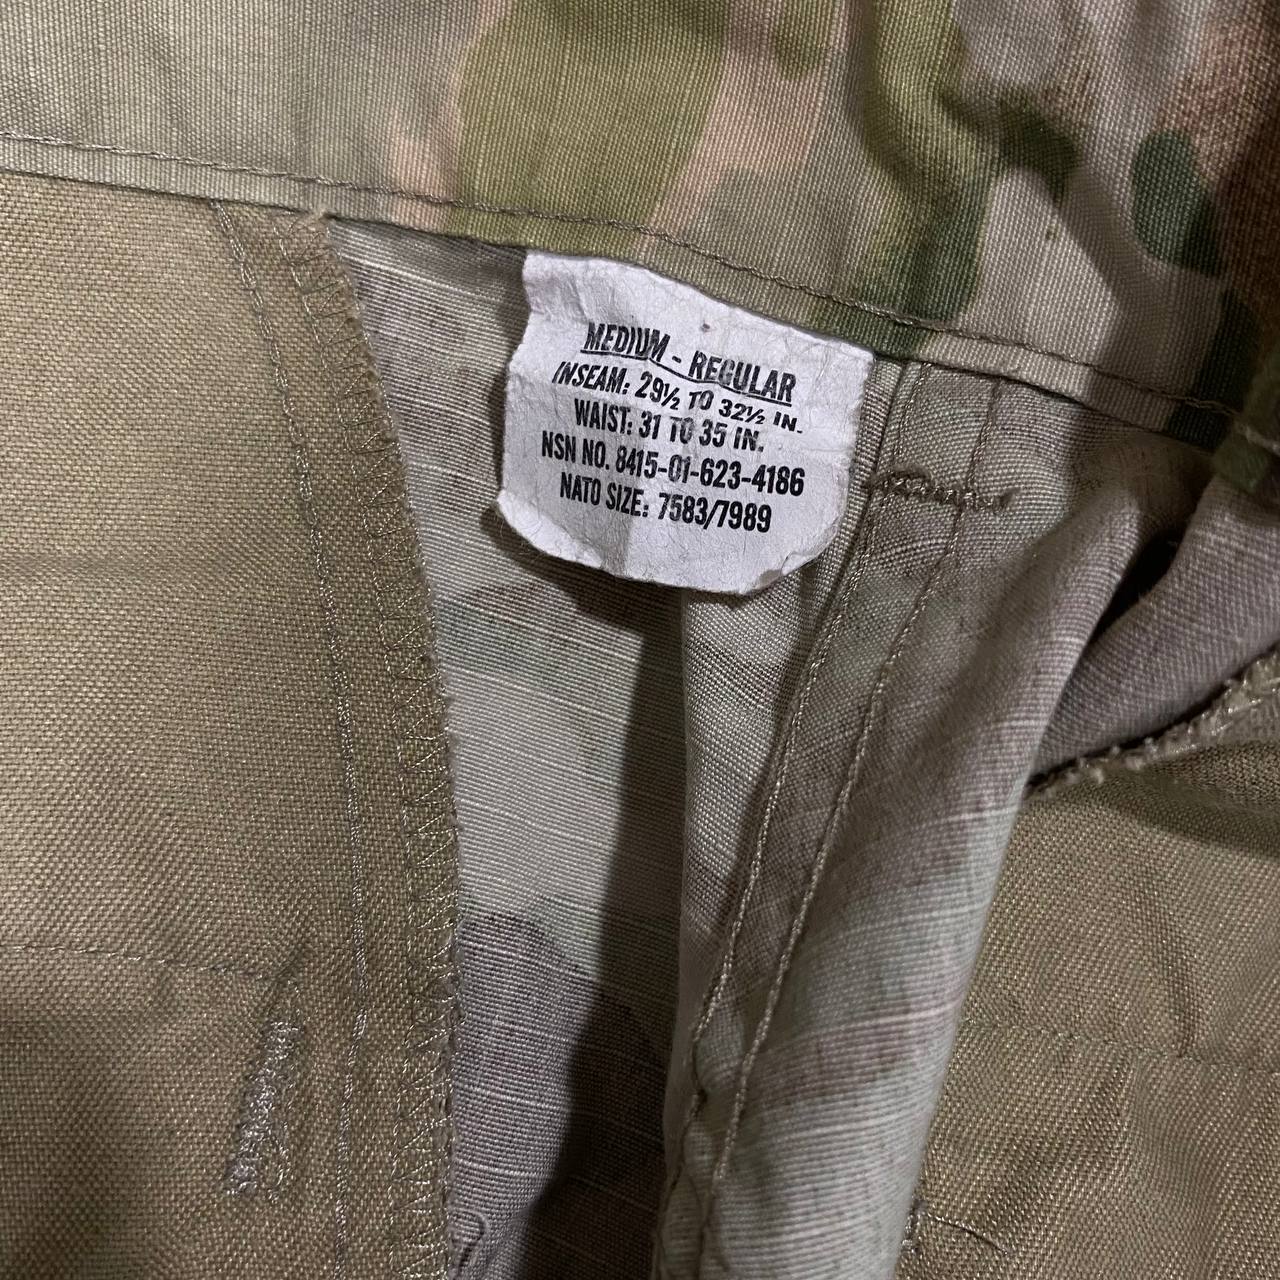 MEDIUM - REGULAR
INSEAM: 29½ TO 32½ IN.
WAIST: 31 TO 35 IN.
NSN NO. 8415-01-623-4186
NATO SIZE: 7583/7989